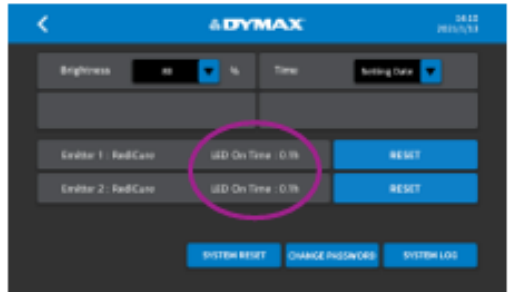 DYMAX
Brightness % Time Setting Date
Emitter 1 : RediCure LED On Time : 0.1h RESET
Emitter 2 : RediCure LED On Time : 0.1h RESET
SYSTEM RESET CHANGE PASSWORD SYSTEM LOG